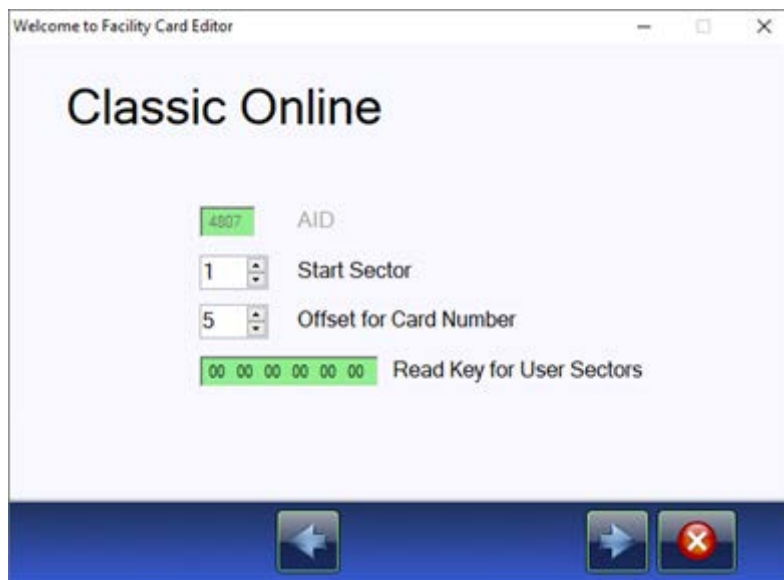 Welcome to Facility Card Editor
Classic Online
4807 AID
1 Start Sector
5 Offset for Card Number
00 00 00 00 00 00 Read Key for User Sectors